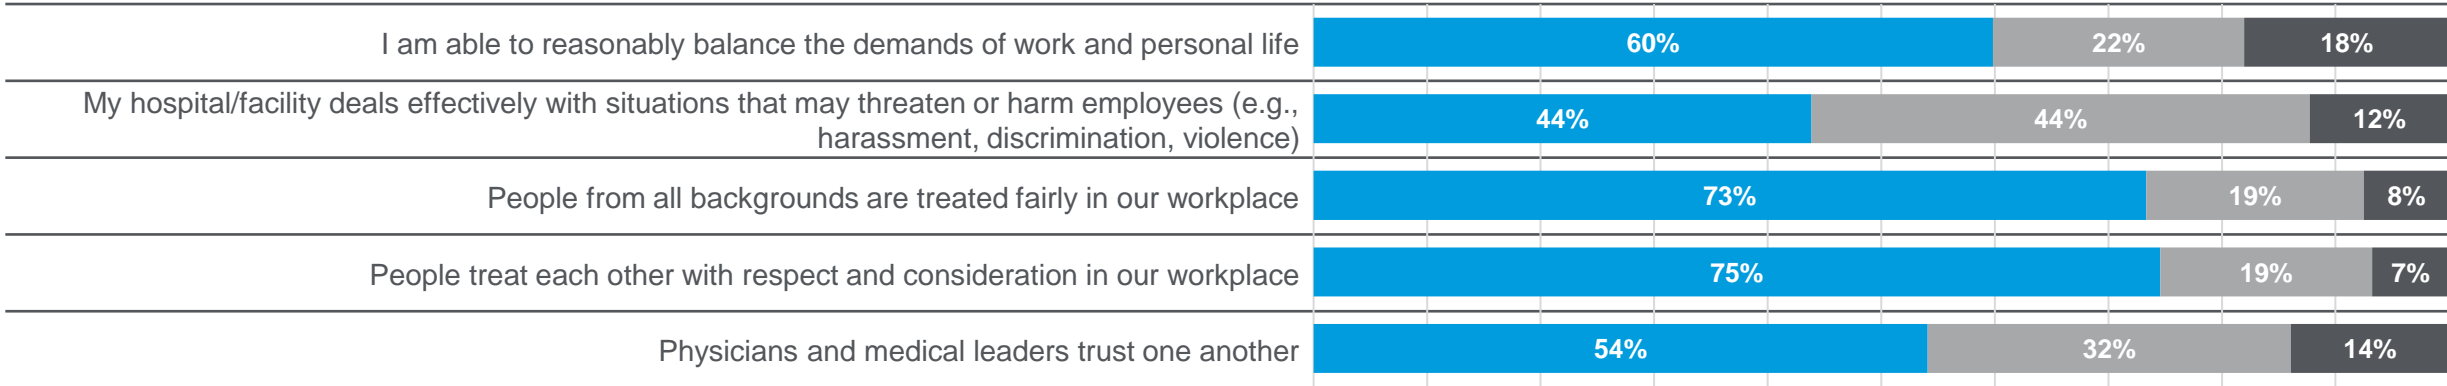 I am able to reasonably balance the demands of work and personal life
60% 22% 18%
My hospital/facility deals effectively with situations that may threaten or harm employees (e.g.,
harassment, discrimination, violence)
44% 44% 12%
People from all backgrounds are treated fairly in our workplace
73% 19% 8%
People treat each other with respect and consideration in our workplace
75% 19% 7%
Physicians and medical leaders trust one another
54% 32% 14%